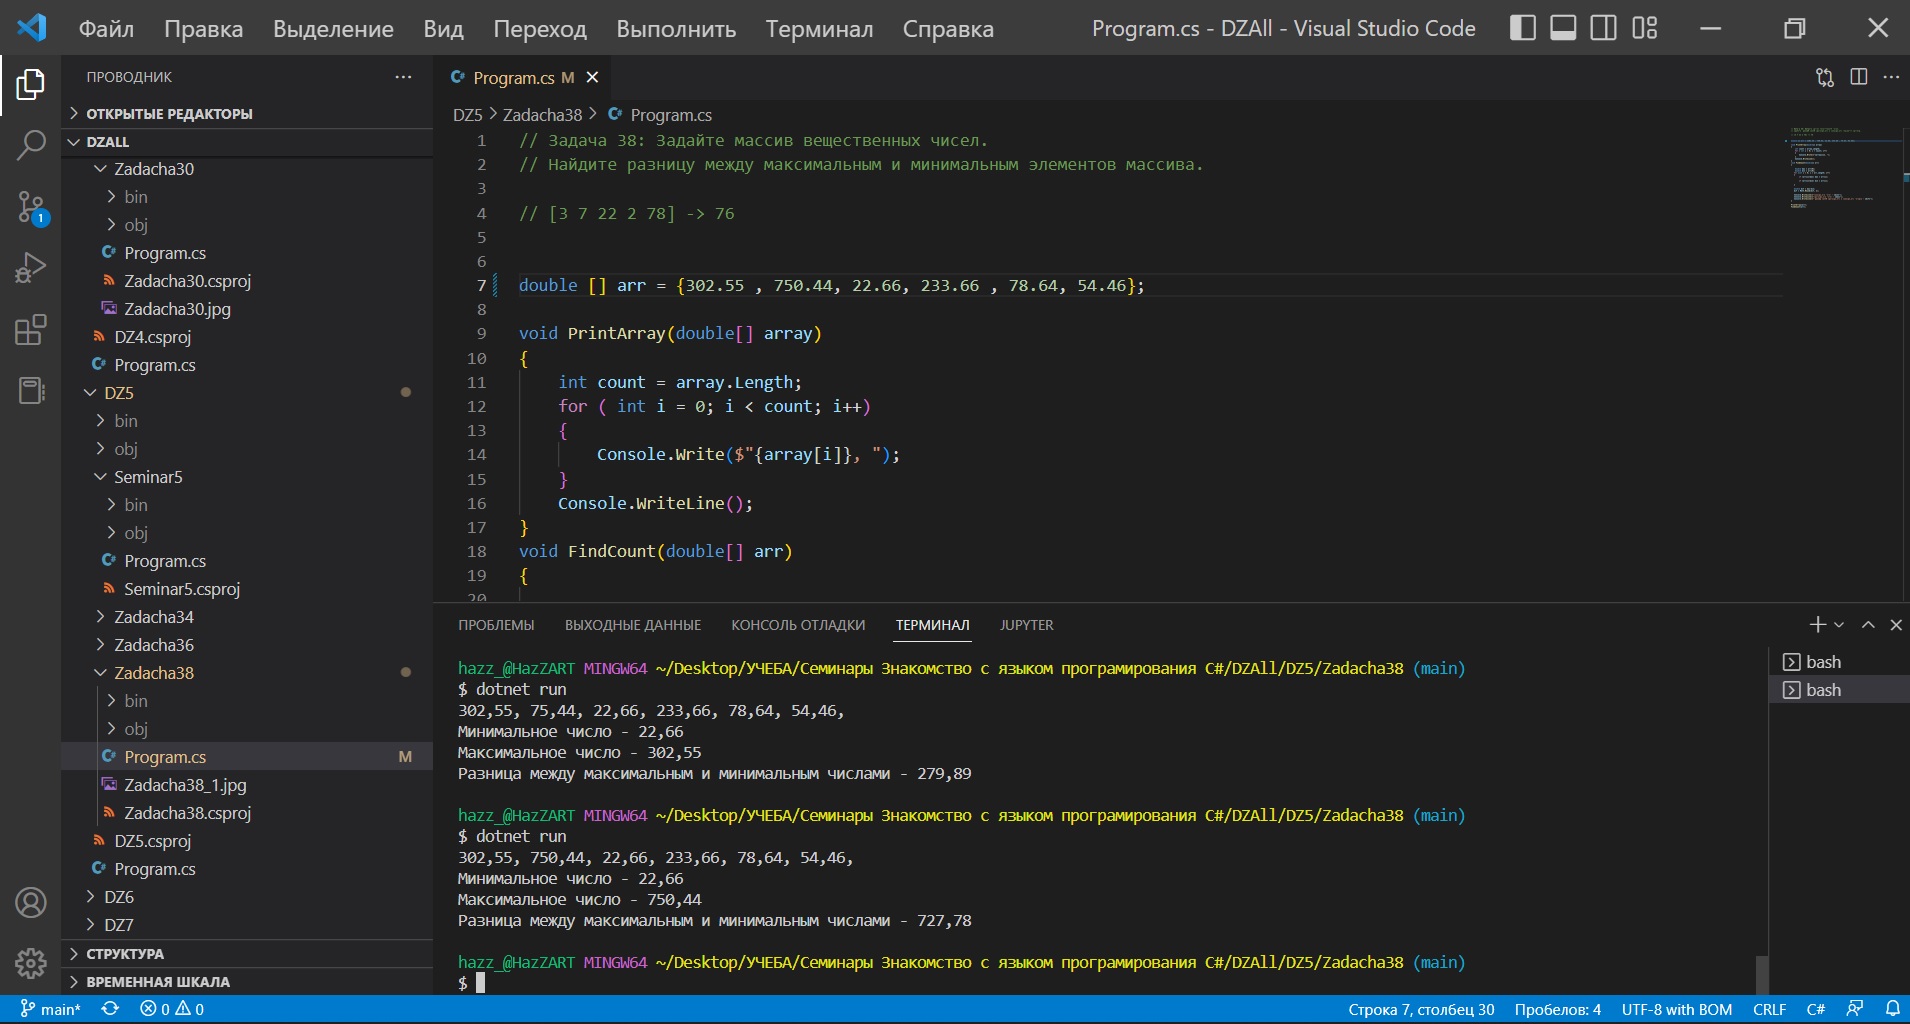 Файл Правка Выделение Вид Переход Выполнить Терминал Справка Program.cs - DZAll - Visual Studio Code
ПРОВОДНИК
ОТКРЫТЫЕ РЕДАКТОРЫ
DZALL
Zadacha30
bin
obj
Program.cs
Zadacha30.csproj
Zadacha30.jpg
DZ4.csproj
Program.cs
DZ5
bin
obj
Seminar5
bin
obj
Program.cs
Seminar5.csproj
Zadacha34
Zadacha36
Zadacha38
bin
obj
Program.cs M
Zadacha38_1.jpg
Zadacha38.csproj
DZ5.csproj
Program.cs
DZ6
DZ7
СТРУКТУРА
ВРЕМЕННАЯ ШКАЛА
1
Program.cs M
DZ5 > Zadacha38 > Program.cs
1 // Задача 38: Задайте массив вещественных чисел.
2 // Найдите разницу между максимальным и минимальным элементов массива.
3
4 // [3 7 22 2 78] -> 76
5
6
7 double [] arr = {302.55 , 750.44, 22.66, 233.66 , 78.64, 54.46};
8
9 void PrintArray(double[] array)
10 {
11 int count = array.Length;
12 for ( int i = 0; i < count; i++)
13 {
14 Console.Write($"{array[i]}, ");
15 }
16 Console.WriteLine();
17 }
18 void FindCount(double[] arr)
19 {
20
ПРОБЛЕМЫ ВЫХОДНЫЕ ДАННЫЕ КОНСОЛЬ ОТЛАДКИ ТЕРМИНАЛ JUPYTER
hazz_@HazZART MINGW64 ~/Desktop/УЧЕБА/Семинары Знакомство с языком програмирования C#/DZAll/DZ5/Zadacha38 (main)
$ dotnet run
302,55, 75,44, 22,66, 233,66, 78,64, 54,46,
Минимальное число - 22,66
Максимальное число - 302,55
Разница между максимальным и минимальным числами - 279,89
hazz_@HazZART MINGW64 ~/Desktop/УЧЕБА/Семинары Знакомство с языком програмирования C#/DZAll/DZ5/Zadacha38 (main)
$ dotnet run
302,55, 750,44, 22,66, 233,66, 78,64, 54,46,
Минимальное число - 22,66
Максимальное число - 750,44
Разница между максимальным и минимальным числами - 727,78
hazz_@HazZART MINGW64 ~/Desktop/УЧЕБА/Семинары Знакомство с языком програмирования C#/DZAll/DZ5/Zadacha38 (main)
$
bash
bash
main* 0 0 Строка 7, столбец 30 Пробелов: 4 UTF-8 with BOM CRLF C#